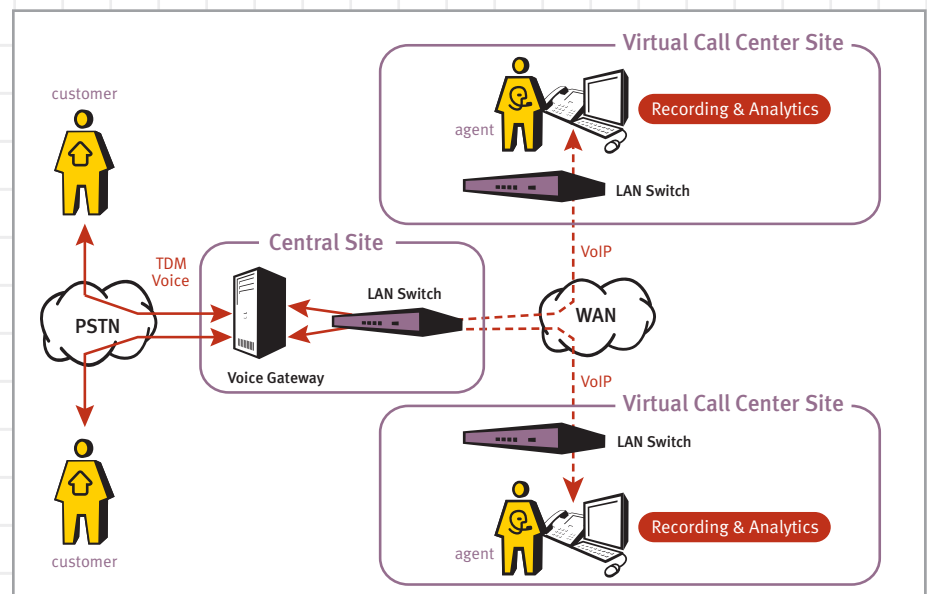 Virtual Call Center Site
customer
agent
Recording & Analytics
LAN Switch
Central Site
VoIP
TDM
Voice
LAN Switch
PSTN
WAN
Voice Gateway
VoIP
Virtual Call Center Site
LAN Switch
customer
agent
Recording & Analytics